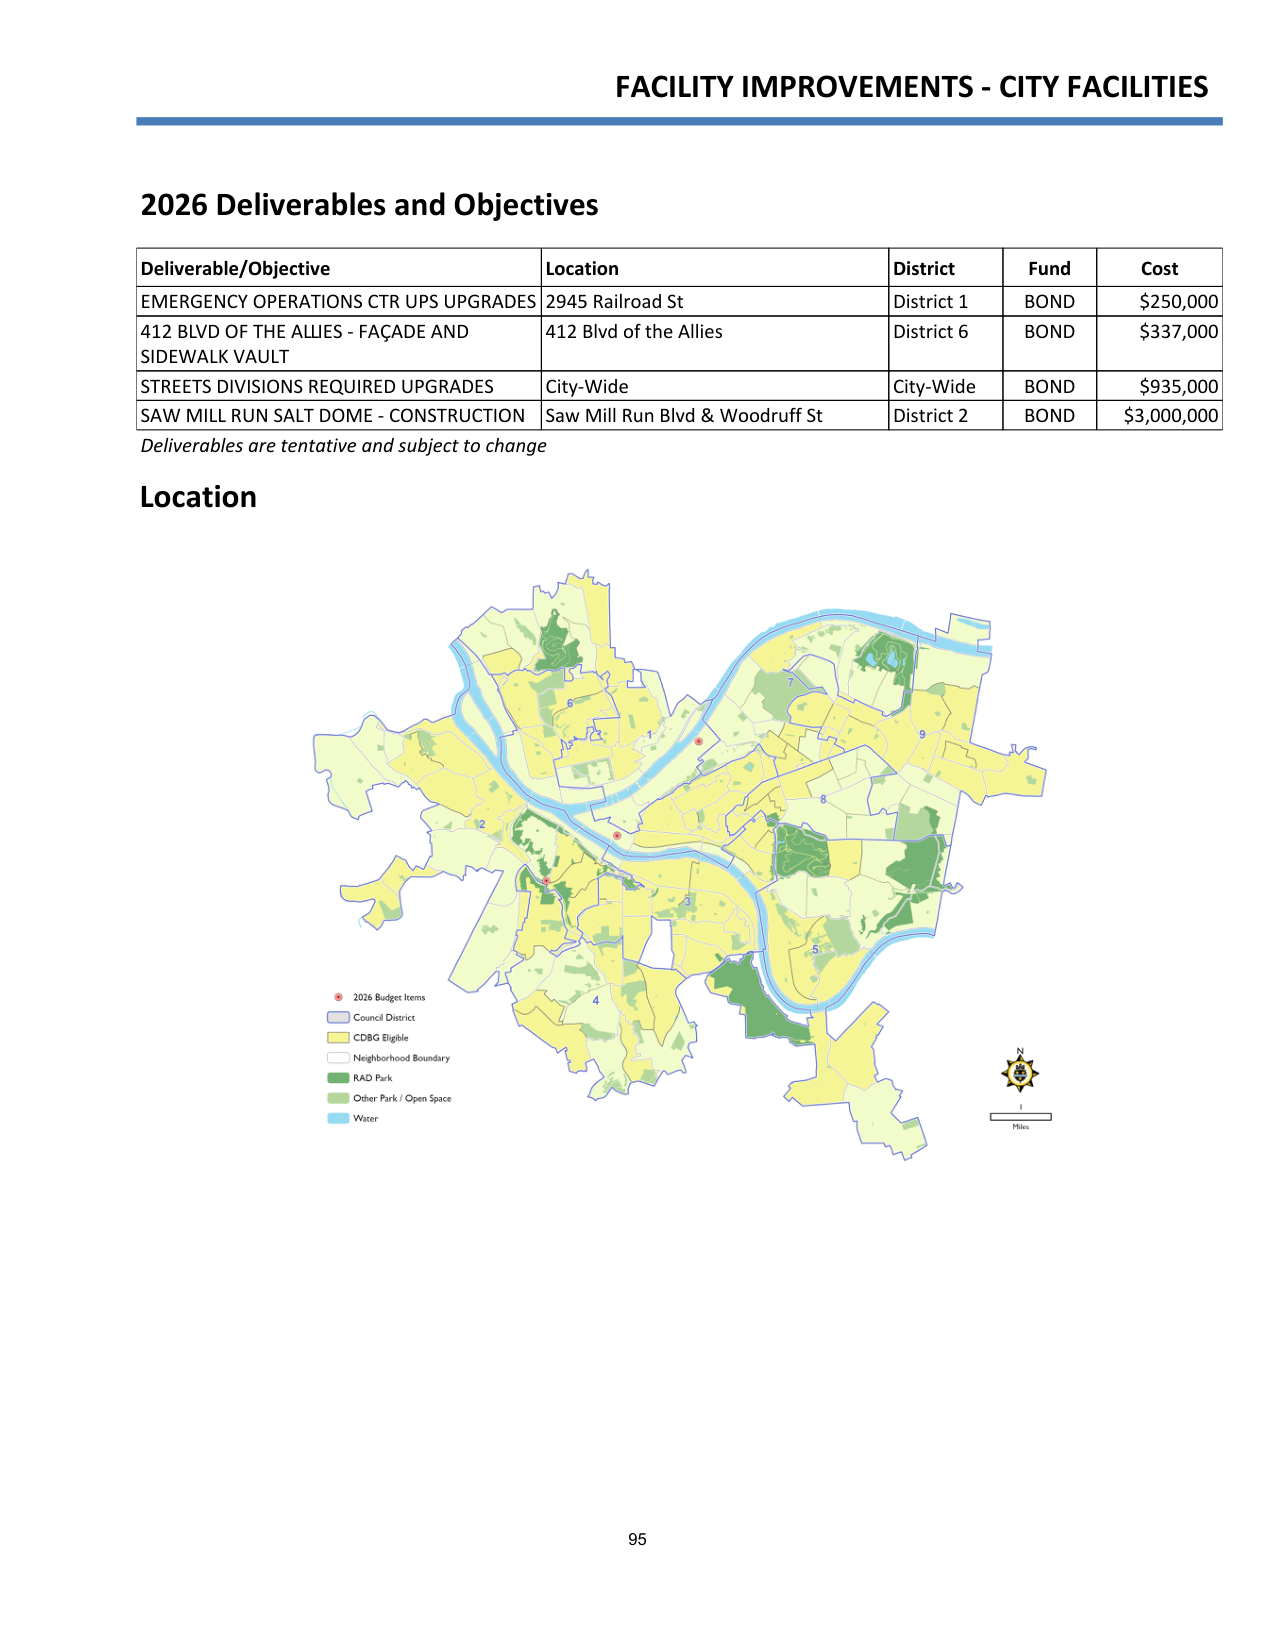 FACILITY IMPROVEMENTS - CITY FACILITIES
2026 Deliverables and Objectives
Deliverable/Objective Location District Fund Cost
EMERGENCY OPERATIONS CTR UPS UPGRADES 2945 Railroad St District 1 BOND $250,000
412 BLVD OF THE ALLIES - FAÇADE AND 412 Blvd of the Allies District 6 BOND $337,000
SIDEWALK VAULT
STREETS DIVISIONS REQUIRED UPGRADES City-Wide City-Wide BOND $935,000
SAW MILL RUN SALT DOME - CONSTRUCTION Saw Mill Run Blvd & Woodruff St District 2 BOND $3,000,000
Deliverables are tentative and subject to change
Location
7
6
1
9
8
2
3
5
4
2026 Budget Items
Council District
CDBG Eligible
Neighborhood Boundary
RAD Park
Other Park / Open Space
Water
N
1
Miles
95